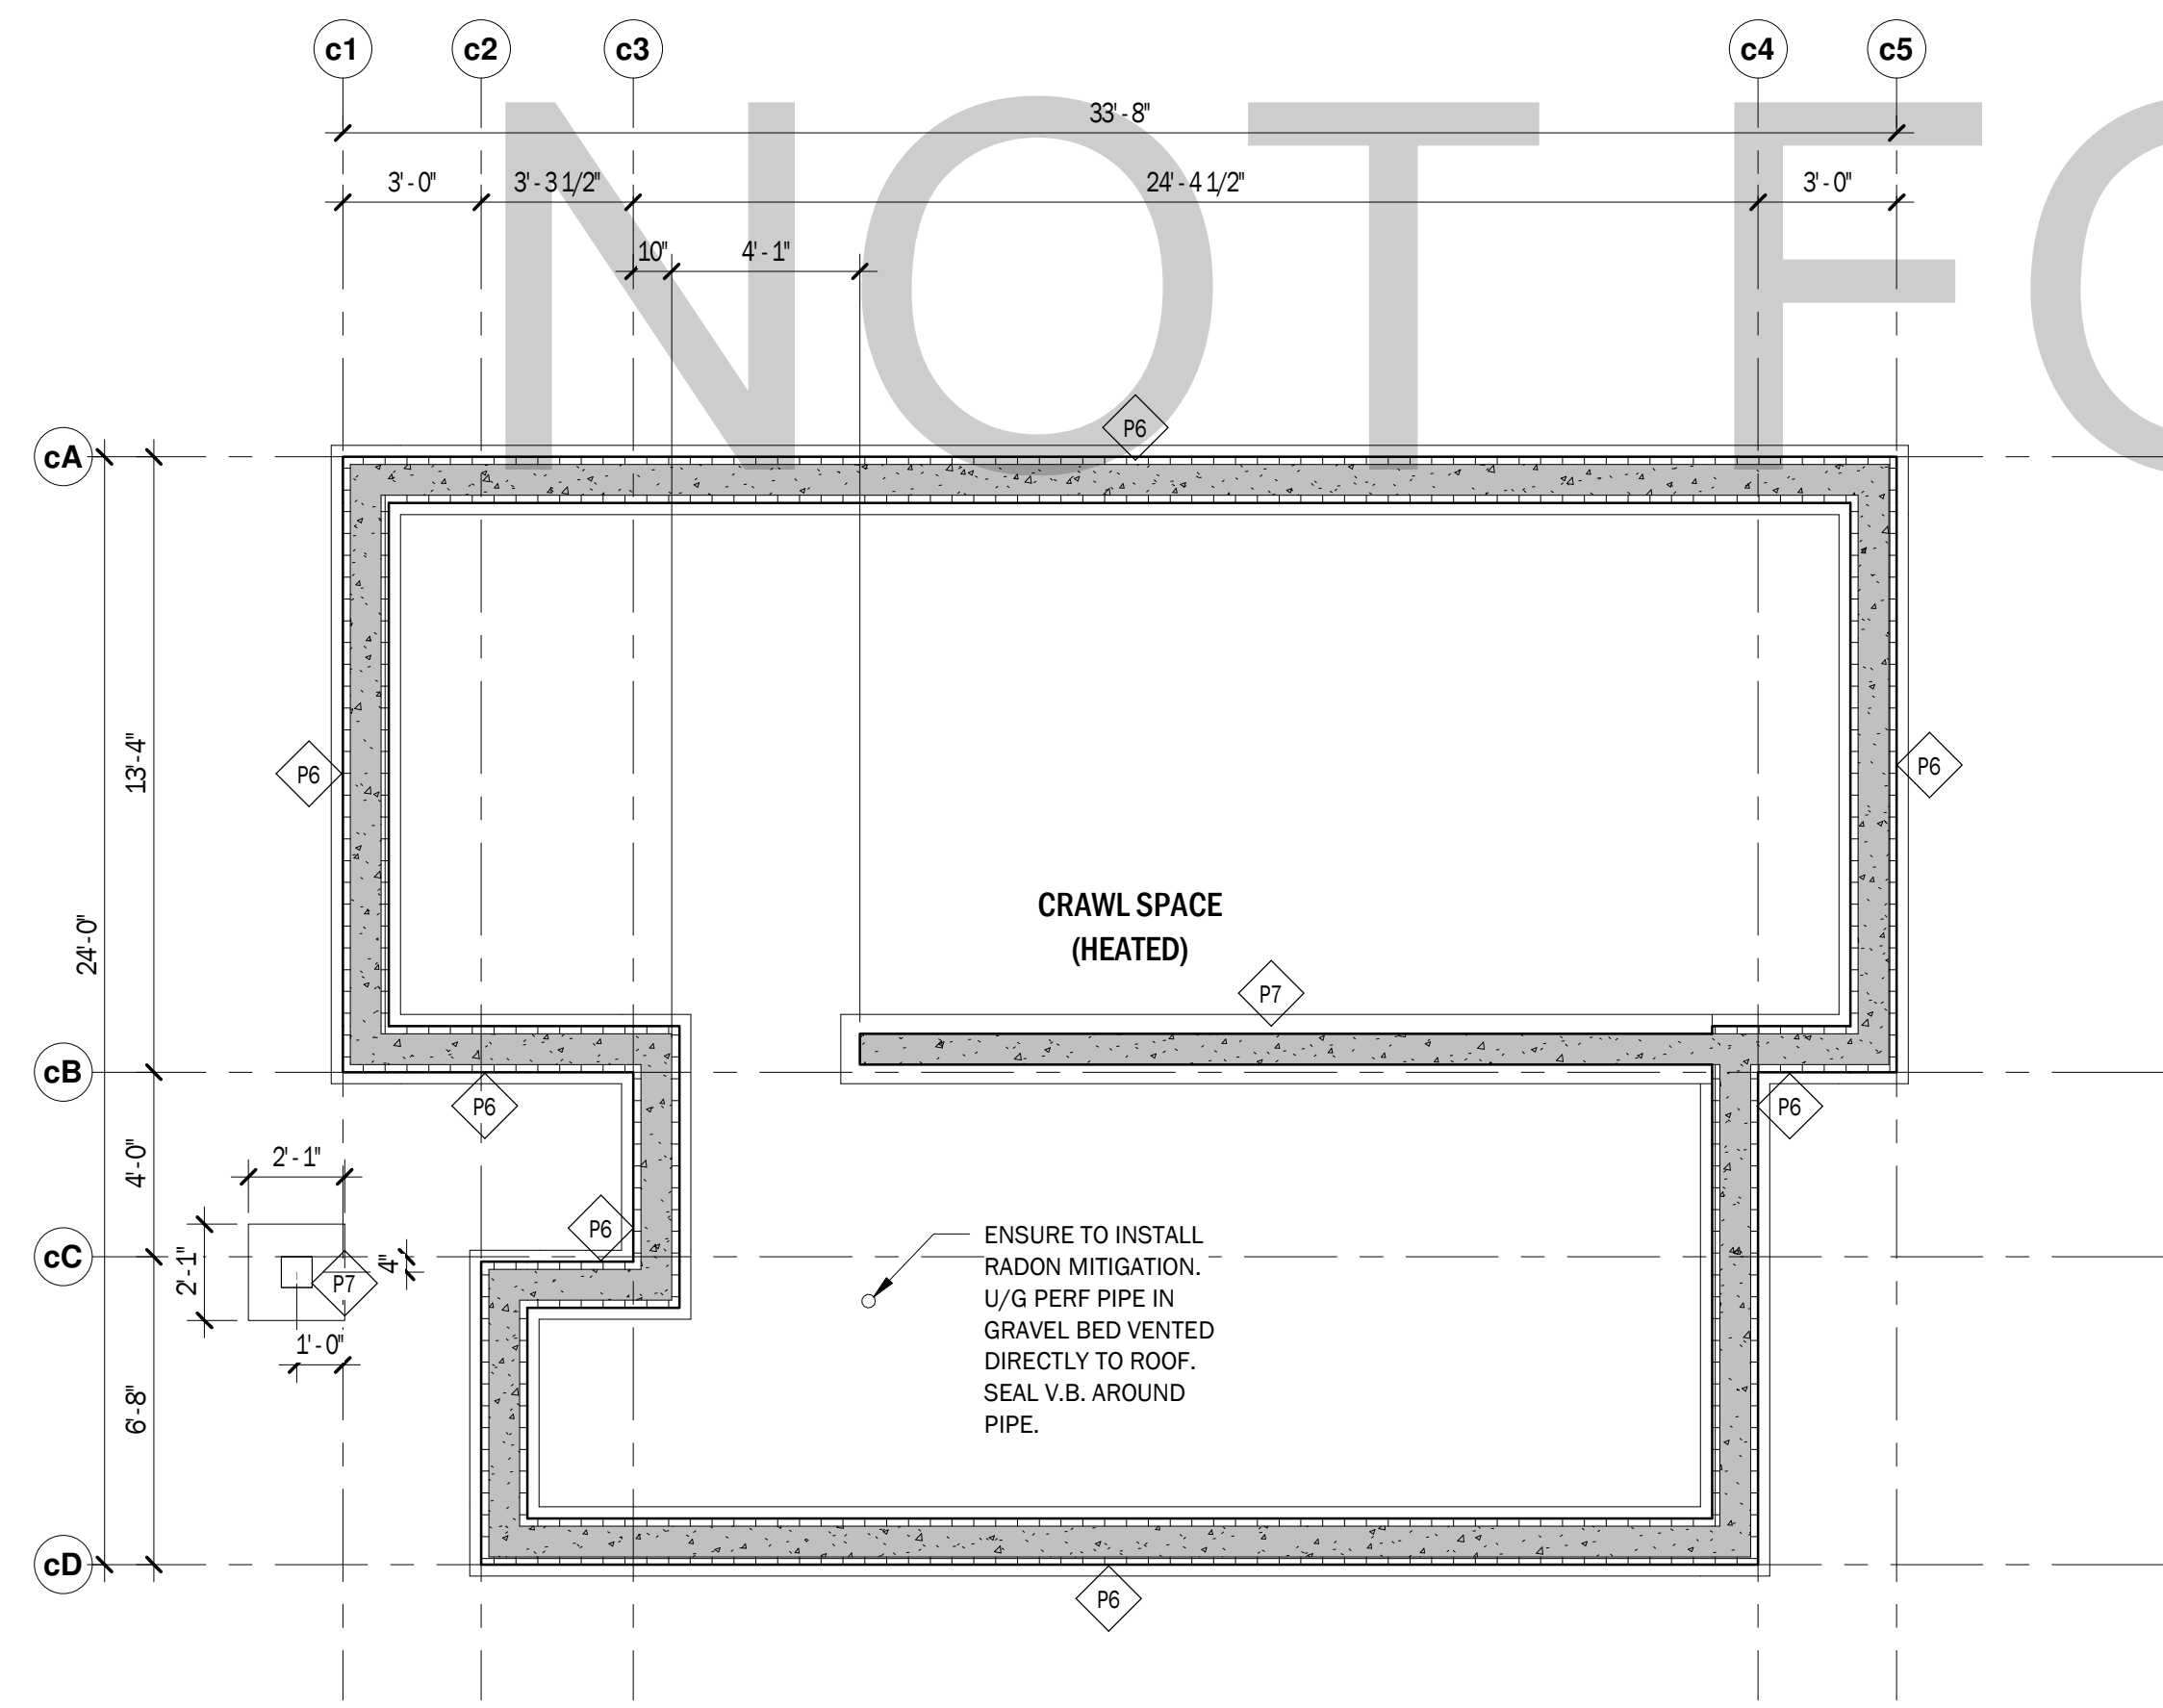 c1
c2
c3
c4
c5
NOT FO
33'-8"
3'-0"
3'-3 1/2"
24'-4 1/2"
3'-0"
10"
4'-1"
P6
cA
13'-4"
P6
P6
24'-0"
CRAWL SPACE
(HEATED)
P7
cB
P6
P6
4'-0"
2'-1"
P6
cC
2'-1"
P7
4"
1'-0"
ENSURE TO INSTALL
RADON MITIGATION.
U/G PERF PIPE IN
GRAVEL BED VENTED
DIRECTLY TO ROOF.
SEAL V.B. AROUND
PIPE.
6'-8"
cD
P6